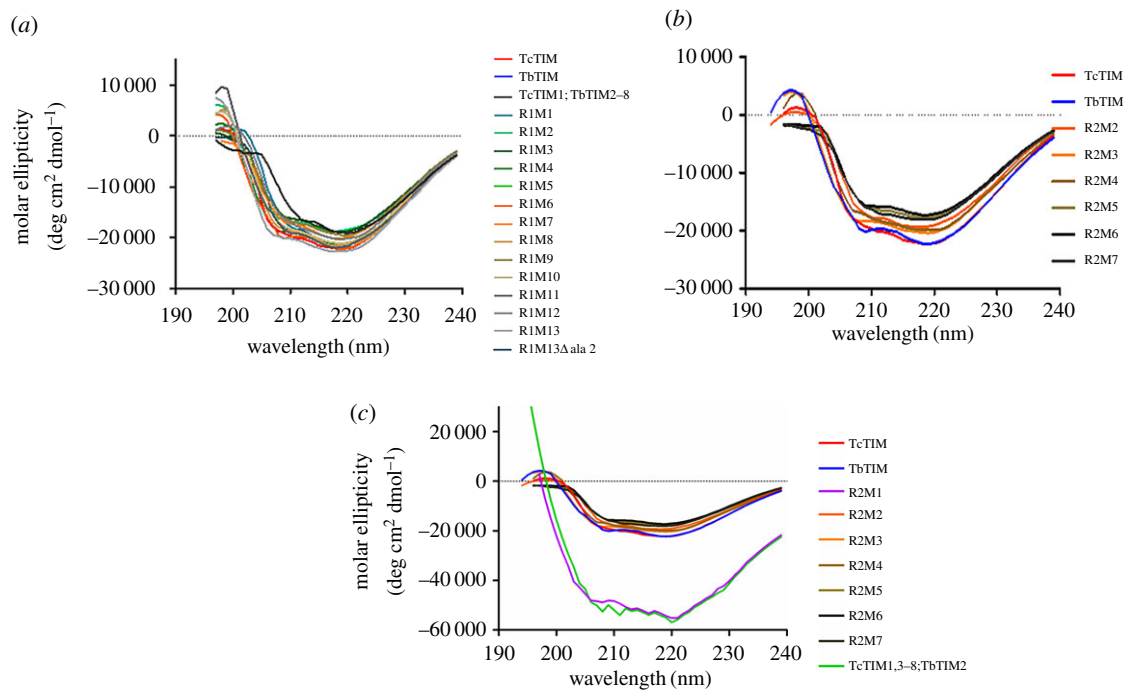 (a)
10 000
0
–10 000
–20 000
–30 000
190
200
210
220
230
240
wavelength (nm)
molar ellipticity
(deg cm² dmol⁻¹)
TcTIM
TbTIM
TcTIM1; TbTIM2–8
R1M1
R1M2
R1M3
R1M4
R1M5
R1M6
R1M7
R1M8
R1M9
R1M10
R1M11
R1M12
R1M13
R1M13Δ ala 2
(b)
10 000
0
–10 000
–20 000
–30 000
190
200
210
220
230
240
wavelength (nm)
TcTIM
TbTIM
R2M2
R2M3
R2M4
R2M5
R2M6
R2M7
(c)
20 000
0
–20 000
–40 000
–60 000
190
200
210
220
230
240
wavelength (nm)
molar ellipticity
(deg cm² dmol⁻¹)
TcTIM
TbTIM
R2M1
R2M2
R2M3
R2M4
R2M5
R2M6
R2M7
TcTIM1,3–8;TbTIM2